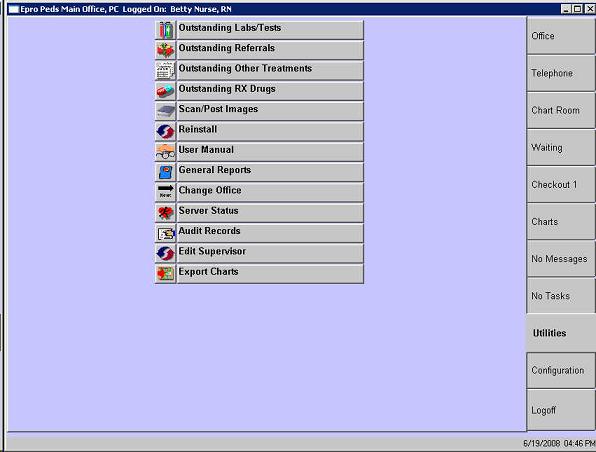 Epro Peds Main Office, PC Logged On: Betty Nurse, RN
Outstanding Labs/Tests
Outstanding Referrals
Outstanding Other Treatments
Outstanding RX Drugs
Scan/Post Images
Reinstall
User Manual
General Reports
Change Office
Server Status
Audit Records
Edit Supervisor
Export Charts
Office
Telephone
Chart Room
Waiting
Checkout 1
Charts
No Messages
No Tasks
Utilities
Configuration
Logoff
6/19/2008 04:46 PM